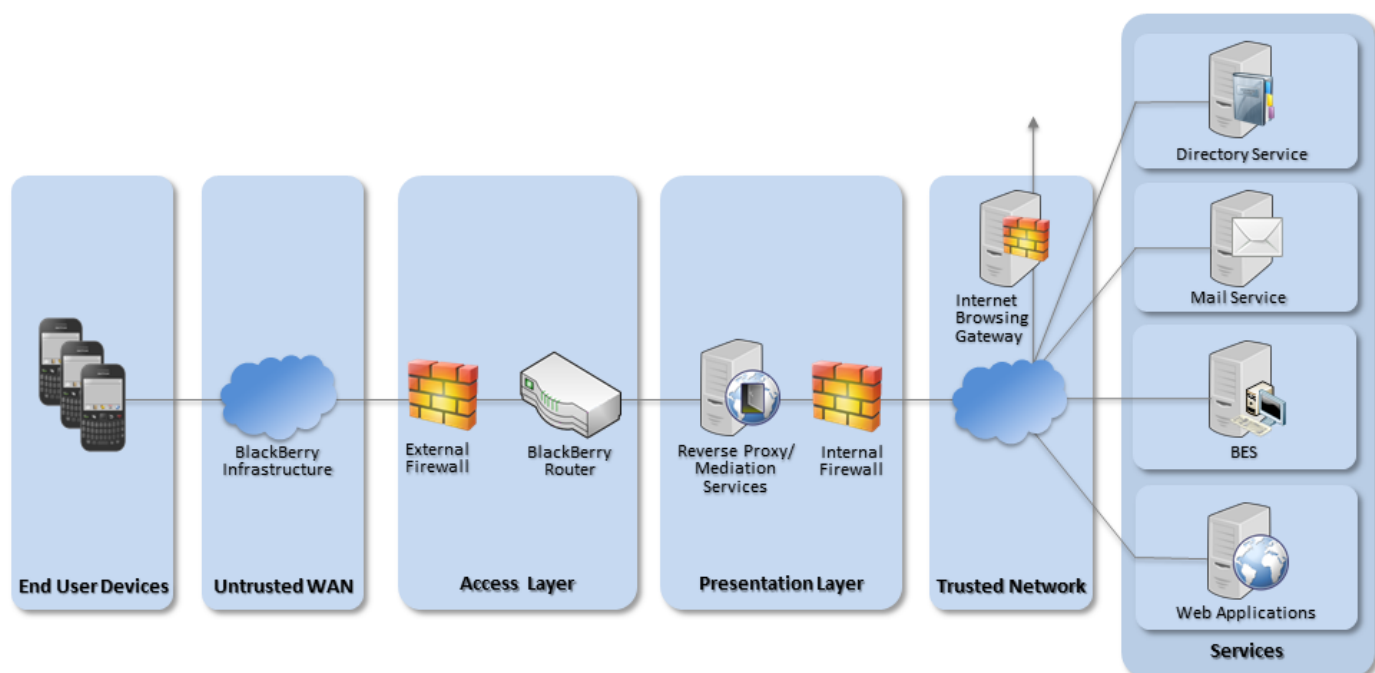 Directory Service
Mail Service
Internet
Browsing
Gateway
BlackBerry
Infrastructure
External
Firewall
BlackBerry
Router
Reverse Proxy/
Mediation
Services
Internal
Firewall
BES
Web Applications
End User Devices
Untrusted WAN
Access Layer
Presentation Layer
Trusted Network
Services